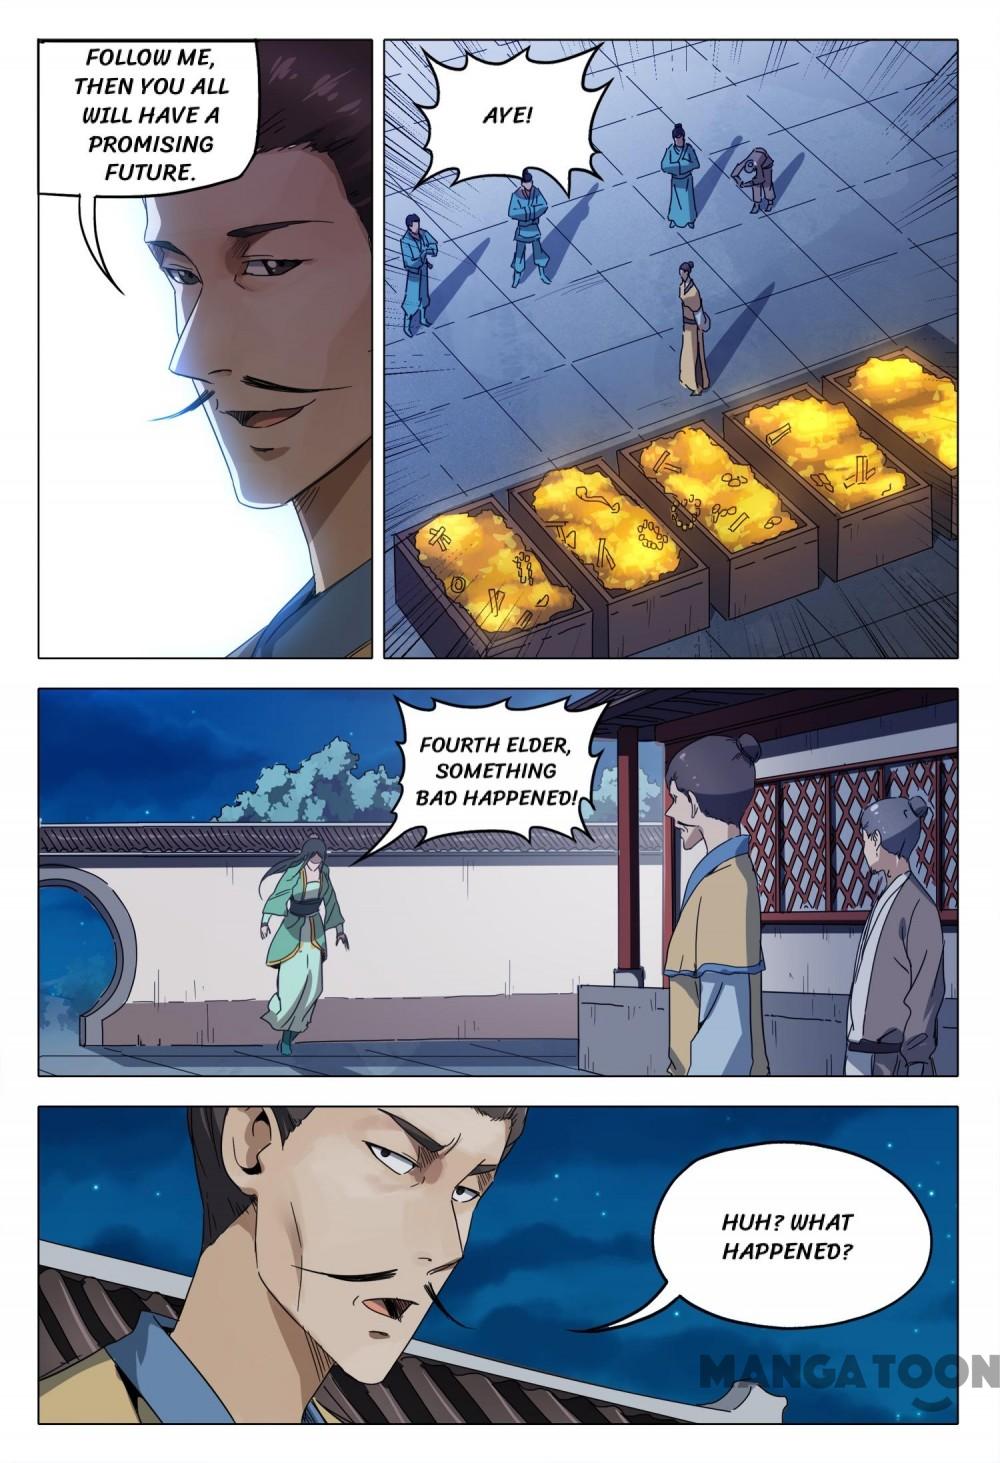 FOLLOW ME,
THEN YOU ALL
WILL HAVE A
PROMISING
FUTURE.
AYE!
FOURTH ELDER,
SOMETHING
BAD HAPPENED!
HUH? WHAT
HAPPENED?
MANGATOON